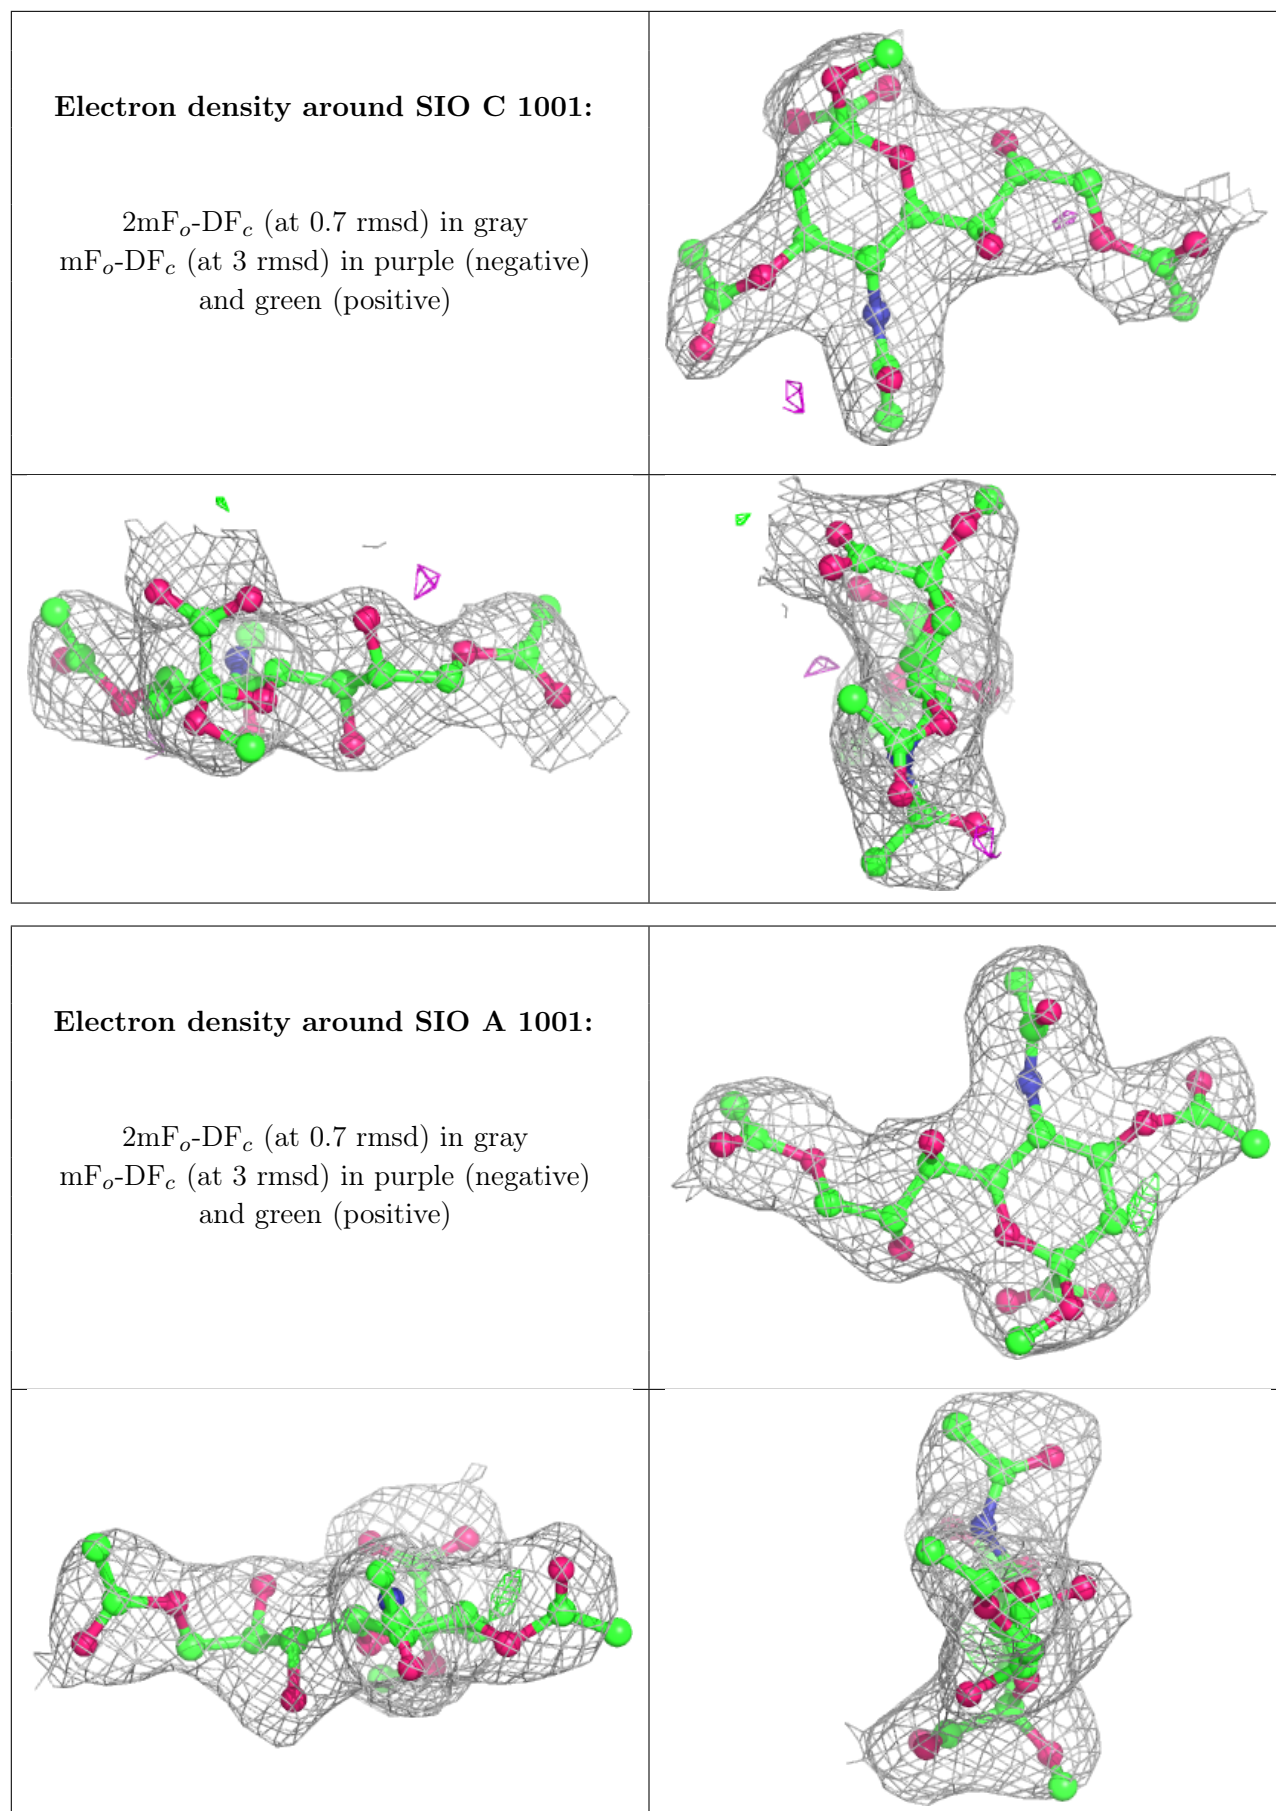 Electron density around SIO C 1001:
2mFo-DFc (at 0.7 rmsd) in gray
mFo-DFc (at 3 rmsd) in purple (negative)
and green (positive)
Electron density around SIO A 1001:
2mFo-DFc (at 0.7 rmsd) in gray
mFo-DFc (at 3 rmsd) in purple (negative)
and green (positive)